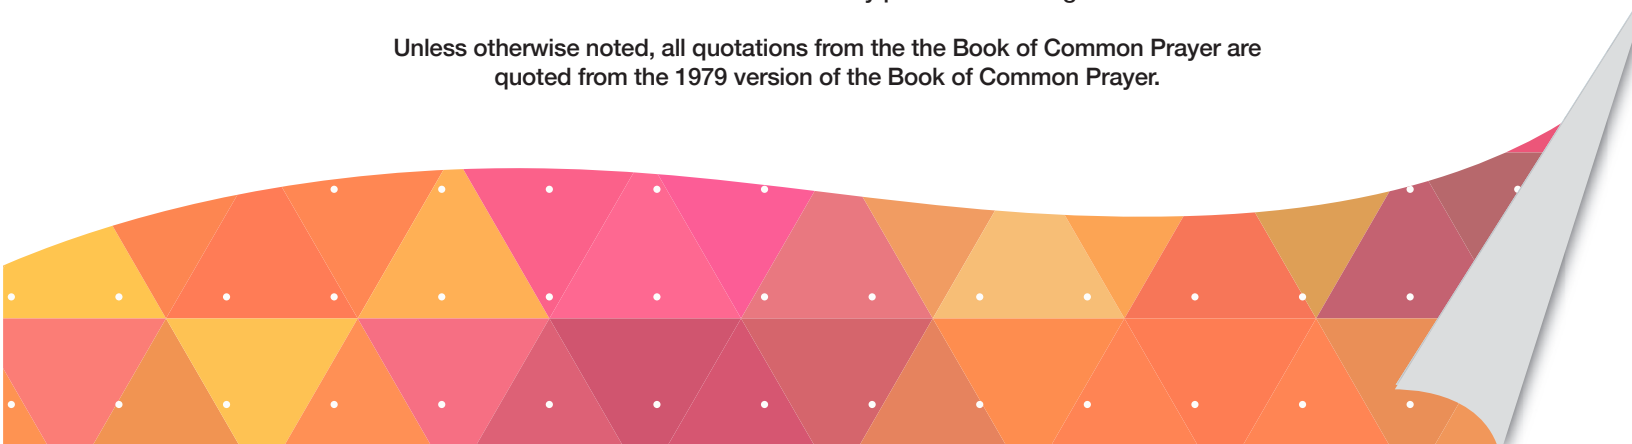 Unless otherwise noted, all quotations from the the Book of Common Prayer are
quoted from the 1979 version of the Book of Common Prayer.